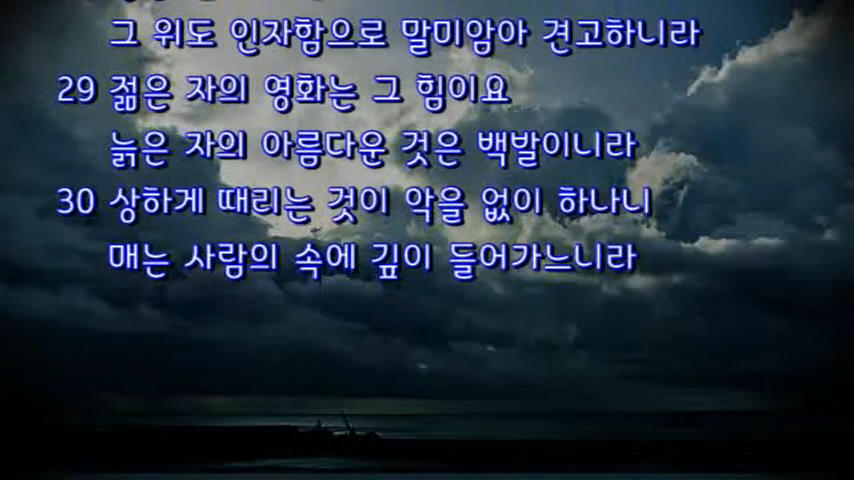 그 위도 인자함으로 말미암아 견고하니라
29 젊은 자의 영화는 그 힘이요
늙은 자의 아름다운 것은 백발이니라
30 상하게 때리는 것이 악을 없이 하나니
매는 사람의 속에 깊이 들어가느니라